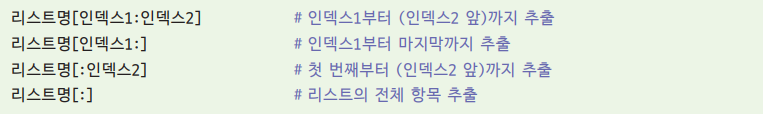 리스트명[인덱스1:인덱스2] # 인덱스1부터 (인덱스2 앞)까지 추출
리스트명[인덱스1:] # 인덱스1부터 마지막까지 추출
리스트명[:인덱스2] # 첫 번째부터 (인덱스2 앞)까지 추출
리스트명[:] # 리스트의 전체 항목 추출